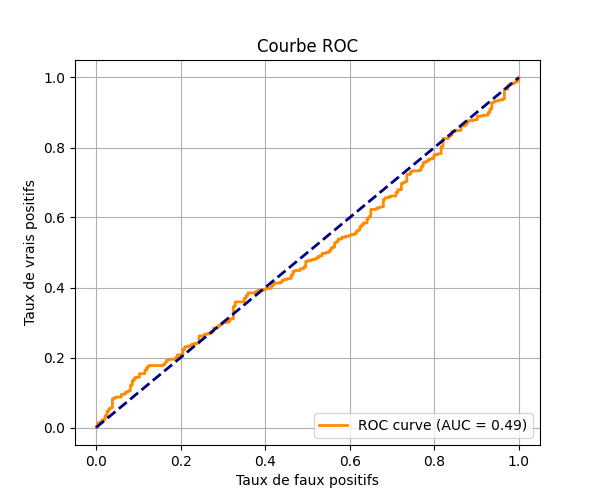 Courbe ROC
Taux de vrais positifs
1.0
0.8
0.6
0.4
0.2
0.0
ROC curve (AUC = 0.49)
0.0 0.2 0.4 0.6 0.8 1.0
Taux de faux positifs